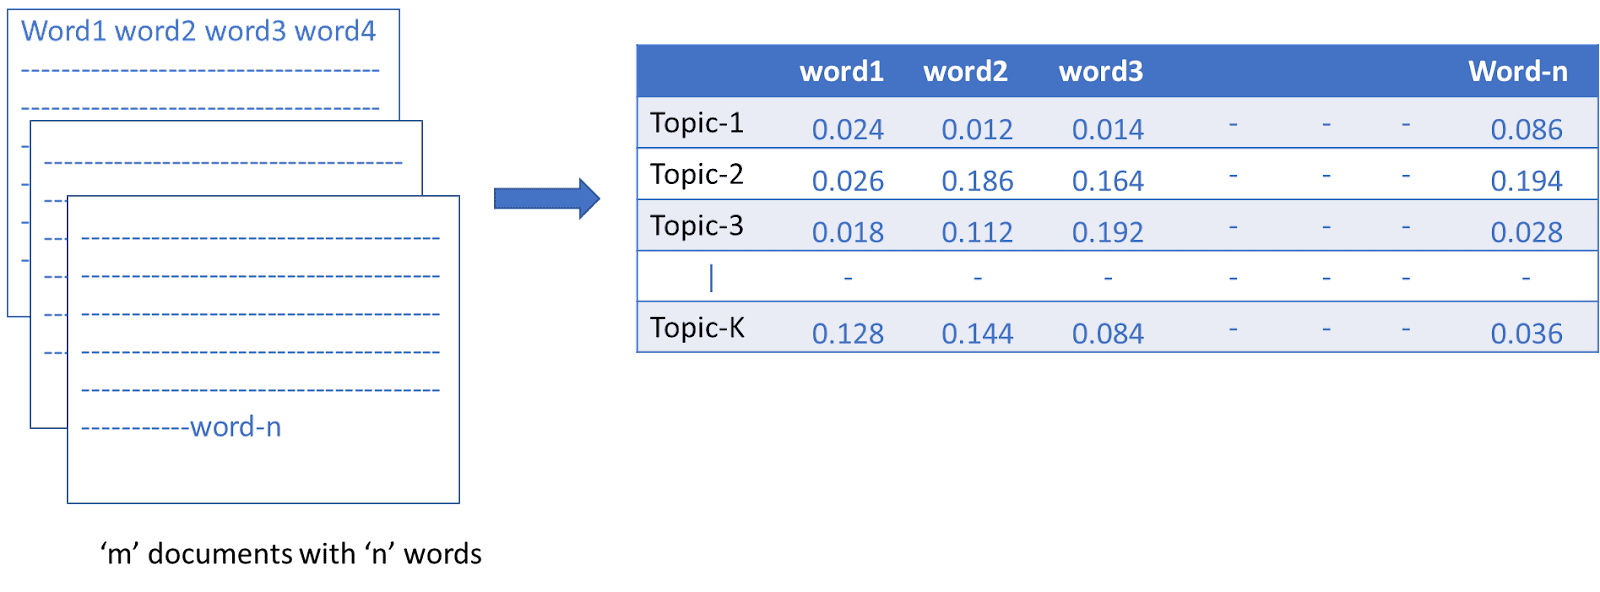 Word1 word2 word3 word4
-----------word-n
‘m’ documents with ‘n’ words
word1 word2 word3 Word-n
Topic-1 0.024 0.012 0.014 - - - 0.086
Topic-2 0.026 0.186 0.164 - - - 0.194
Topic-3 0.018 0.112 0.192 - - - 0.028
| - - - - - - -
Topic-K 0.128 0.144 0.084 - - - 0.036